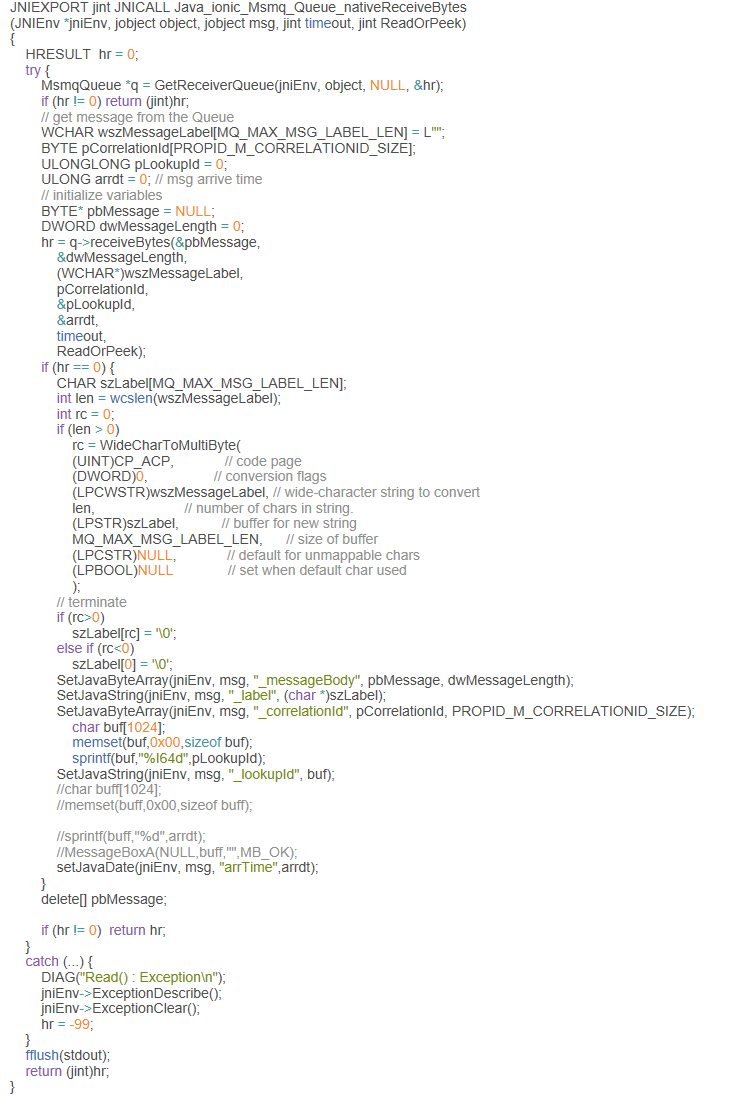 JNIEXPORT jint JNICALL Java_ionic_Msmq_Queue_nativeReceiveBytes
(JNIEnv *jniEnv, jobject object, jobject msg, jint timeout, jint ReadOrPeek)
{
    HRESULT  hr = 0;
    try {
        MsmqQueue *q = GetReceiverQueue(jniEnv, object, NULL, &hr);
        if (hr != 0) return (jint)hr;
        // get message from the Queue
        WCHAR wszMessageLabel[MQ_MAX_MSG_LABEL_LEN] = L"";
        BYTE pCorrelationId[PROPID_M_CORRELATIONID_SIZE];
        ULONGLONG pLookupId = 0;
        ULONG arrdt = 0; // msg arrive time
        // initialize variables
        BYTE* pbMessage = NULL;
        DWORD dwMessageLength = 0;
        hr = q->receiveBytes(&pbMessage,
            &dwMessageLength,
            (WCHAR*)wszMessageLabel,
            pCorrelationId,
            &pLookupId,
            &arrdt,
            timeout,
            ReadOrPeek);
        if (hr == 0) {
            CHAR szLabel[MQ_MAX_MSG_LABEL_LEN];
            int len = wcslen(wszMessageLabel);
            int rc = 0;
            if (len > 0)
                rc = WideCharToMultiByte(
                (UINT)CP_ACP,             // code page
                (DWORD)0,                 // conversion flags
                (LPCWSTR)wszMessageLabel, // wide-character string to convert
                len,                       // number of chars in string.
                (LPSTR)szLabel,           // buffer for new string
                MQ_MAX_MSG_LABEL_LEN,      // size of buffer
                (LPCSTR)NULL,              // default for unmappable chars
                (LPBOOL)NULL              // set when default char used
                );
            // terminate
            if (rc>0)
                szLabel[rc] = '\0';
            else if (rc<0)
                szLabel[0] = '\0';
            SetJavaByteArray(jniEnv, msg, "_messageBody", pbMessage, dwMessageLength);
            SetJavaString(jniEnv, msg, "_label", (char *)szLabel);
            SetJavaByteArray(jniEnv, msg, "_correlationId", pCorrelationId, PROPID_M_CORRELATIONID_SIZE);
                char buf[1024];
                memset(buf,0x00,sizeof buf);
                sprintf(buf,"%I64d",pLookupId);
            SetJavaString(jniEnv, msg, "_lookupId", buf);
            //char buff[1024];
            //memset(buff,0x00,sizeof buff);
            //sprintf(buff,"%d",arrdt);
            //MessageBoxA(NULL,buff,"",MB_OK);
            setJavaDate(jniEnv, msg, "arrTime",arrdt);
        }
        delete[] pbMessage;
        if (hr != 0)  return hr;
    }
    catch (...) {
        DIAG("Read() : Exception\n");
        jniEnv->ExceptionDescribe();
        jniEnv->ExceptionClear();
        hr = -99;
    }
    fflush(stdout);
    return (jint)hr;
}